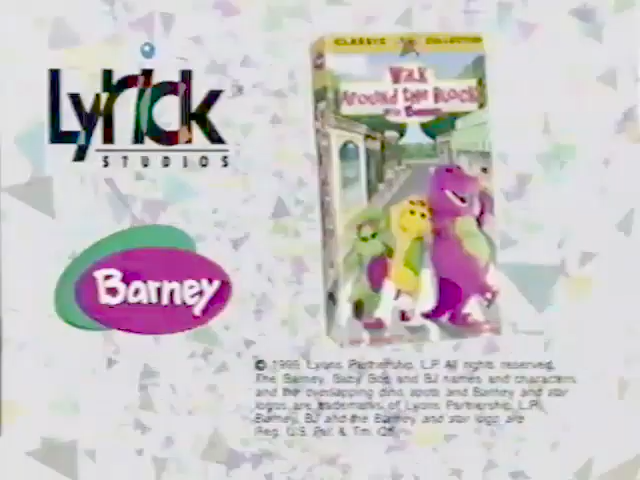 Lyrick
STUDIOS
Barney
CLASSIC COLLECTION
Walk
Around the Block
With Barney
Lyons Partnership, L.P. All rights reserved.
The Barney, Baby Bop and BJ names and characters
and the overlapping dino spots and Barney and star
logos are trademarks of Lyons Partnership, L.P.
Barney, BJ and the Barney and star logo are
Reg. U.S. Pat. & Tm. Off.